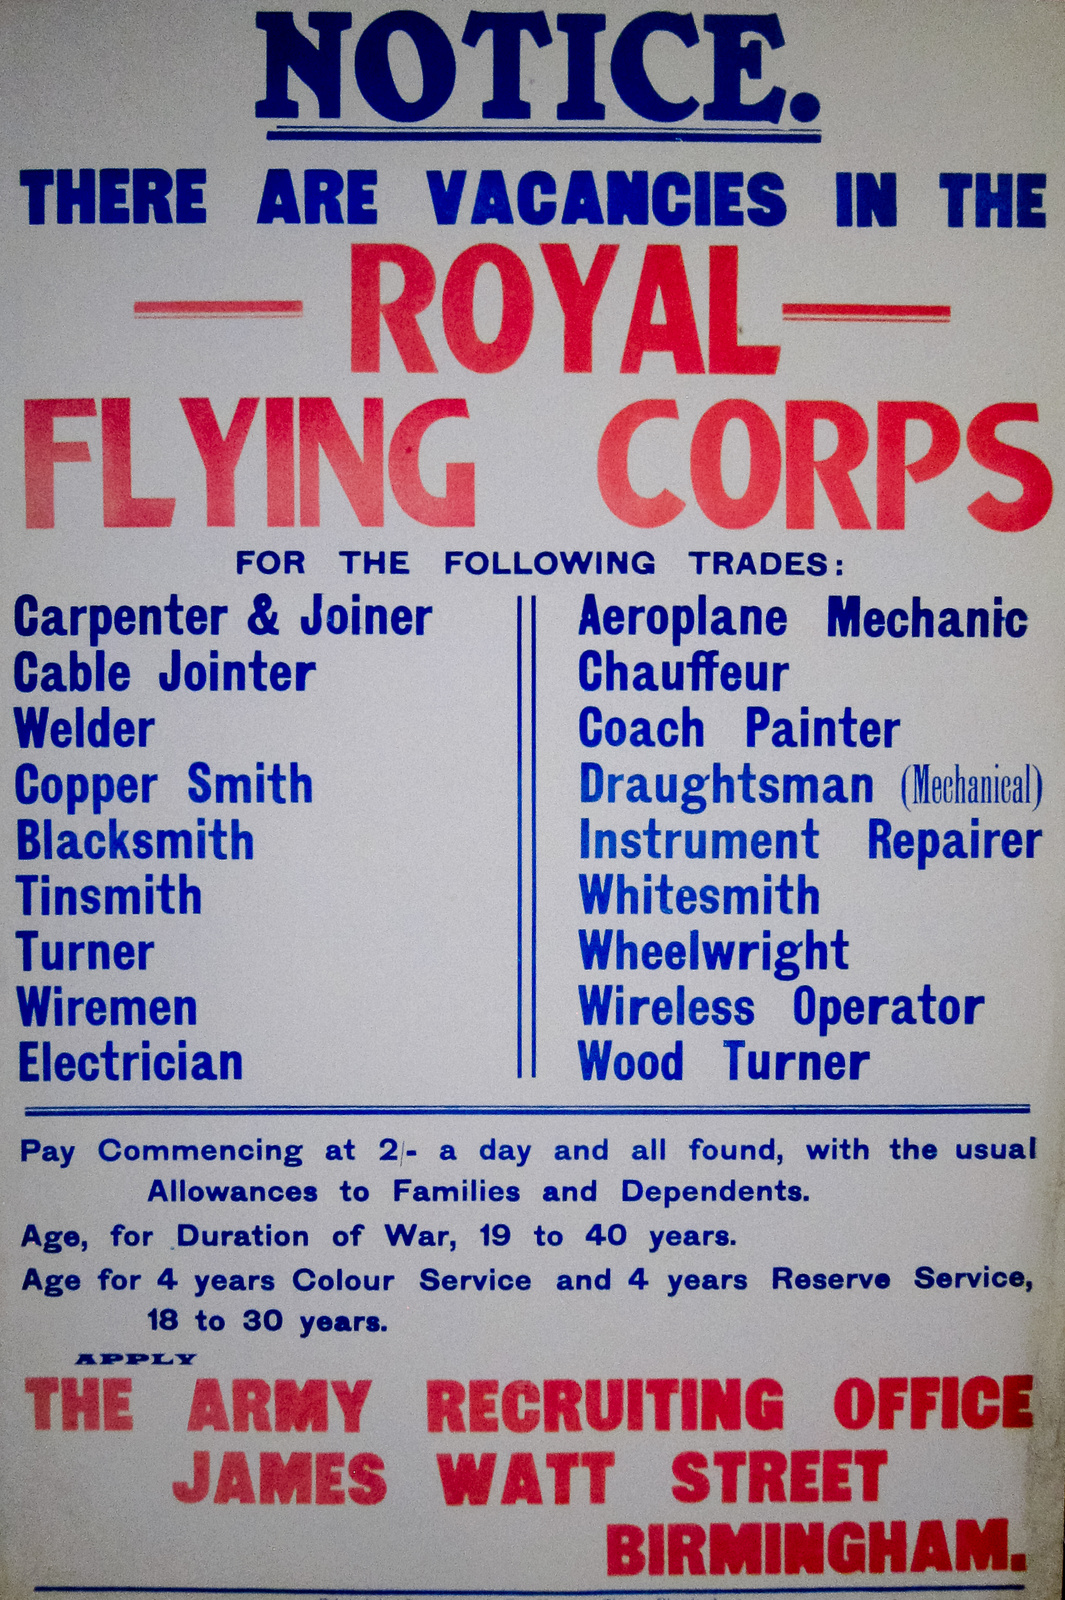 NOTICE.
THERE ARE VACANCIES IN THE
ROYAL
FLYING CORPS
FOR THE FOLLOWING TRADES:
Carpenter & Joiner
Cable Jointer
Welder
Copper Smith
Blacksmith
Tinsmith
Turner
Wiremen
Electrician
Aeroplane Mechanic
Chauffeur
Coach Painter
Draughtsman (Mechanical)
Instrument Repairer
Whitesmith
Wheelwright
Wireless Operator
Wood Turner
Pay Commencing at 2/- a day and all found, with the usual
Allowances to Families and Dependents.
Age, for Duration of War, 19 to 40 years.
Age for 4 years Colour Service and 4 years Reserve Service,
18 to 30 years.
APPLY
THE ARMY RECRUITING OFFICE
JAMES WATT STREET
BIRMINGHAM.